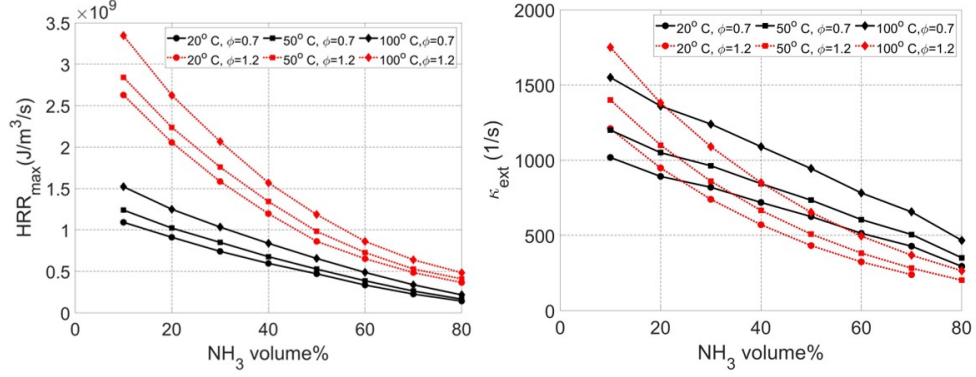 ×10⁹
3.5
3
2.5
2
1.5
1
0.5
0
0
20
40
60
80
HRR_max(J/m³/s)
NH₃ volume%
20° C, ϕ=0.7
50° C, ϕ=0.7
100° C,ϕ=0.7
20° C, ϕ=1.2
50° C, ϕ=1.2
100° C,ϕ=1.2
2000
1500
1000
500
0
0
20
40
60
80
κ_ext (1/s)
NH₃ volume%
20° C, ϕ=0.7
50° C, ϕ=0.7
100° C,ϕ=0.7
20° C, ϕ=1.2
50° C, ϕ=1.2
100° C,ϕ=1.2